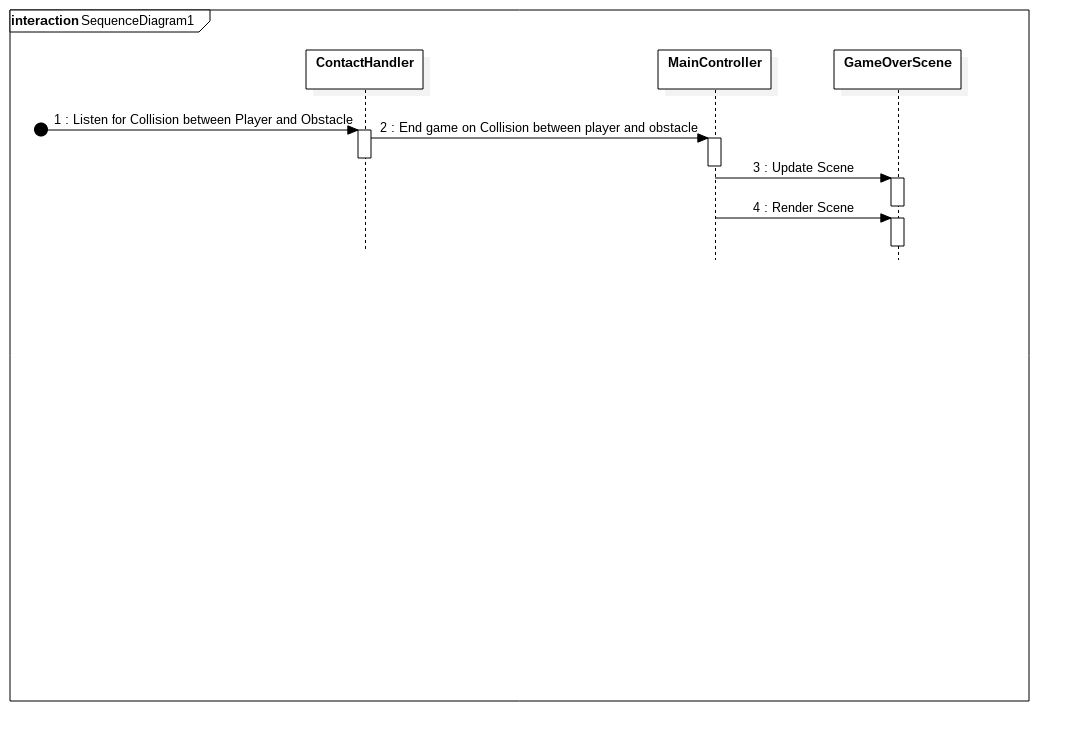 interaction SequenceDiagram1
ContactHandler
MainController
GameOverScene
1 : Listen for Collision between Player and Obstacle
2 : End game on Collision between player and obstacle
3 : Update Scene
4 : Render Scene